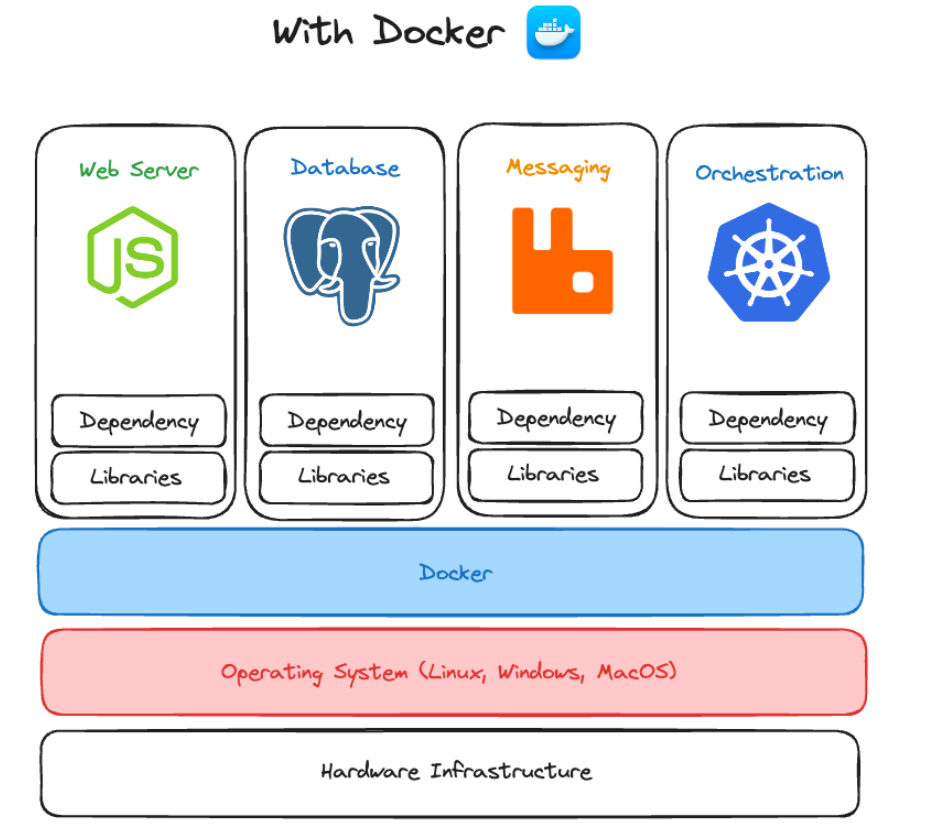 With Docker
Web Server
Database
Messaging
Orchestration
JS
Dependency
Dependency
Dependency
Dependency
Libraries
Libraries
Libraries
Libraries
Docker
Operating System (Linux, Windows, MacOS)
Hardware Infrastructure